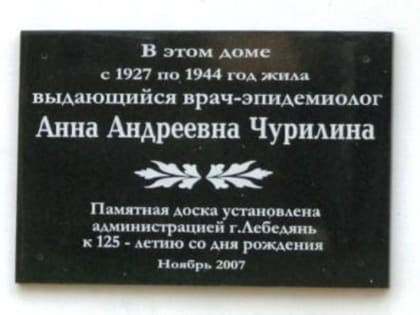 В этом доме
с 1927 по 1944 год жила
выдающийся врач-эпидемиолог
Анна Андреевна Чурилина
Памятная доска установлена
администрацией г.Лебедянь
к 125 - летию со дня рождения
Ноябрь 2007